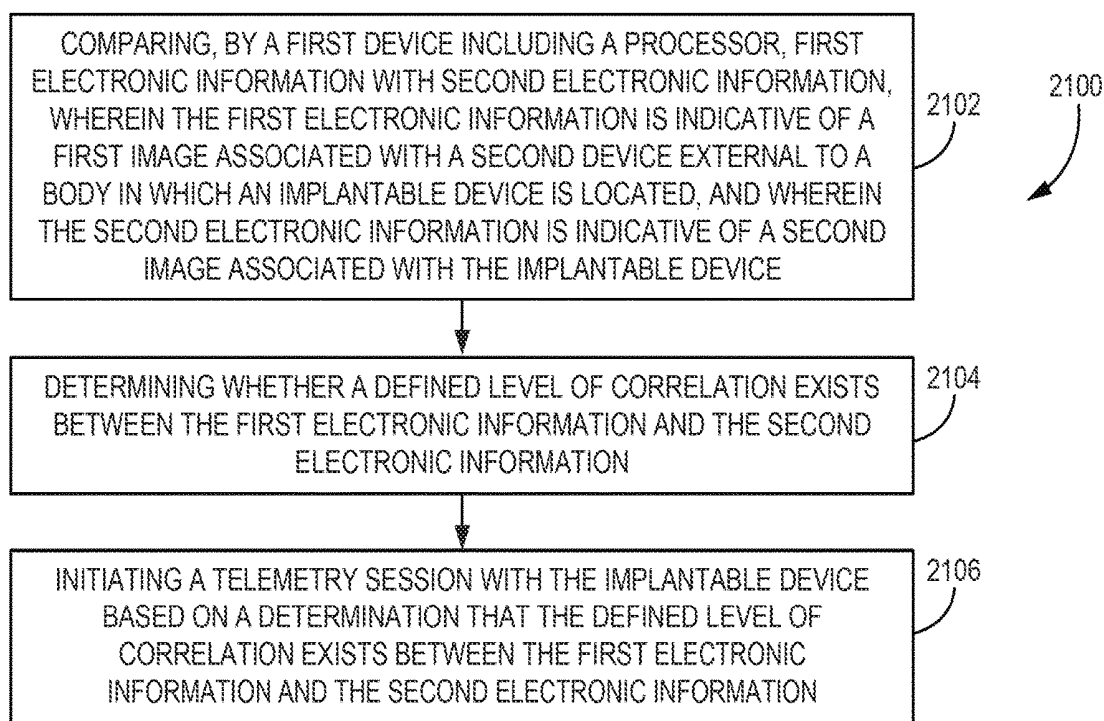 COMPARING, BY A FIRST DEVICE INCLUDING A PROCESSOR, FIRST
ELECTRONIC INFORMATION WITH SECOND ELECTRONIC INFORMATION,
WHEREIN THE FIRST ELECTRONIC INFORMATION IS INDICATIVE OF A
FIRST IMAGE ASSOCIATED WITH A SECOND DEVICE EXTERNAL TO A
BODY IN WHICH AN IMPLANTABLE DEVICE IS LOCATED, AND WHEREIN
THE SECOND ELECTRONIC INFORMATION IS INDICATIVE OF A SECOND
IMAGE ASSOCIATED WITH THE IMPLANTABLE DEVICE
2102
2100
DETERMINING WHETHER A DEFINED LEVEL OF CORRELATION EXISTS
BETWEEN THE FIRST ELECTRONIC INFORMATION AND THE SECOND
ELECTRONIC INFORMATION
2104
INITIATING A TELEMETRY SESSION WITH THE IMPLANTABLE DEVICE
BASED ON A DETERMINATION THAT THE DEFINED LEVEL OF
CORRELATION EXISTS BETWEEN THE FIRST ELECTRONIC
INFORMATION AND THE SECOND ELECTRONIC INFORMATION
2106